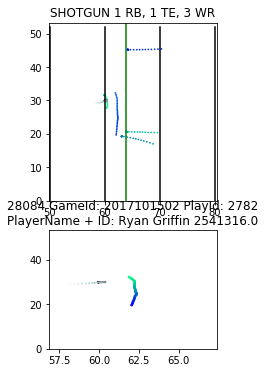 SHOTGUN 1 RB, 1 TE, 3 WR
50
40
30
20
10
0
50 60 70 80
28084 GameId: 2017101502 PlayId: 2782
PlayerName + ID: Ryan Griffin 2541316.0
40
20
0
57.5 60.0 62.5 65.0